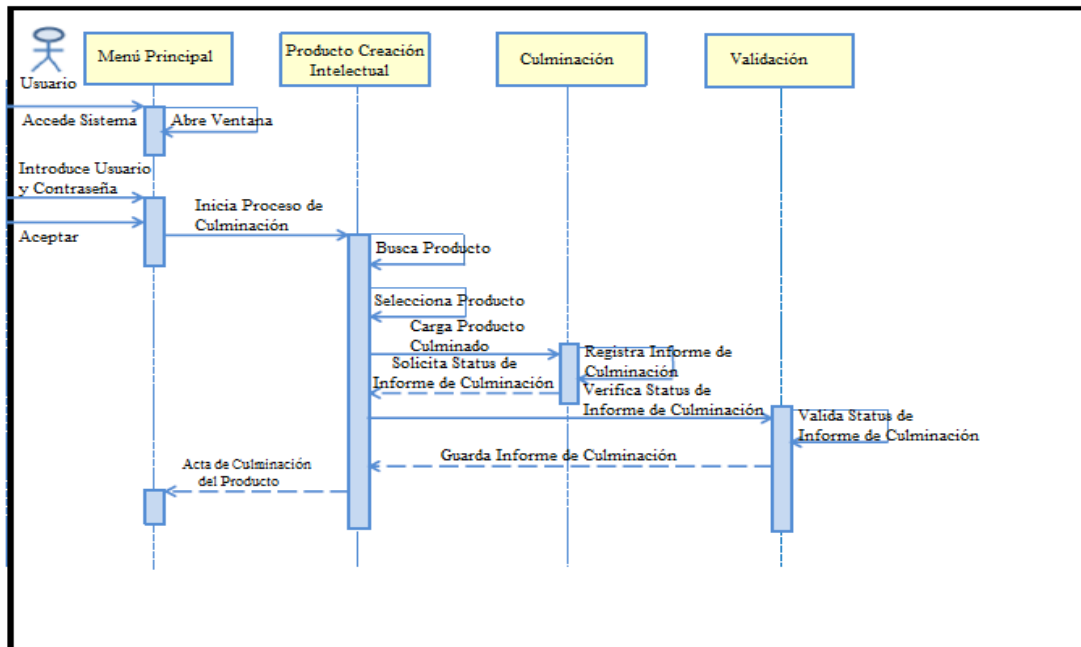 Menú Principal
Producto Creación
Intelectual
Culminación
Validación
Usuario
Accede Sistema
Abre Ventana
Introduce Usuario
y Contraseña
Aceptar
Inicia Proceso de
Culminación
Busca Producto
Selecciona Producto
Carga Producto
Culminado
Registra Informe de
Culminación
Solicita Status de
Informe de Culminación
Verifica Status de
Informe de Culminación
Valida Status de
Informe de Culminación
Guarda Informe de Culminación
Acta de Culminación
del Producto